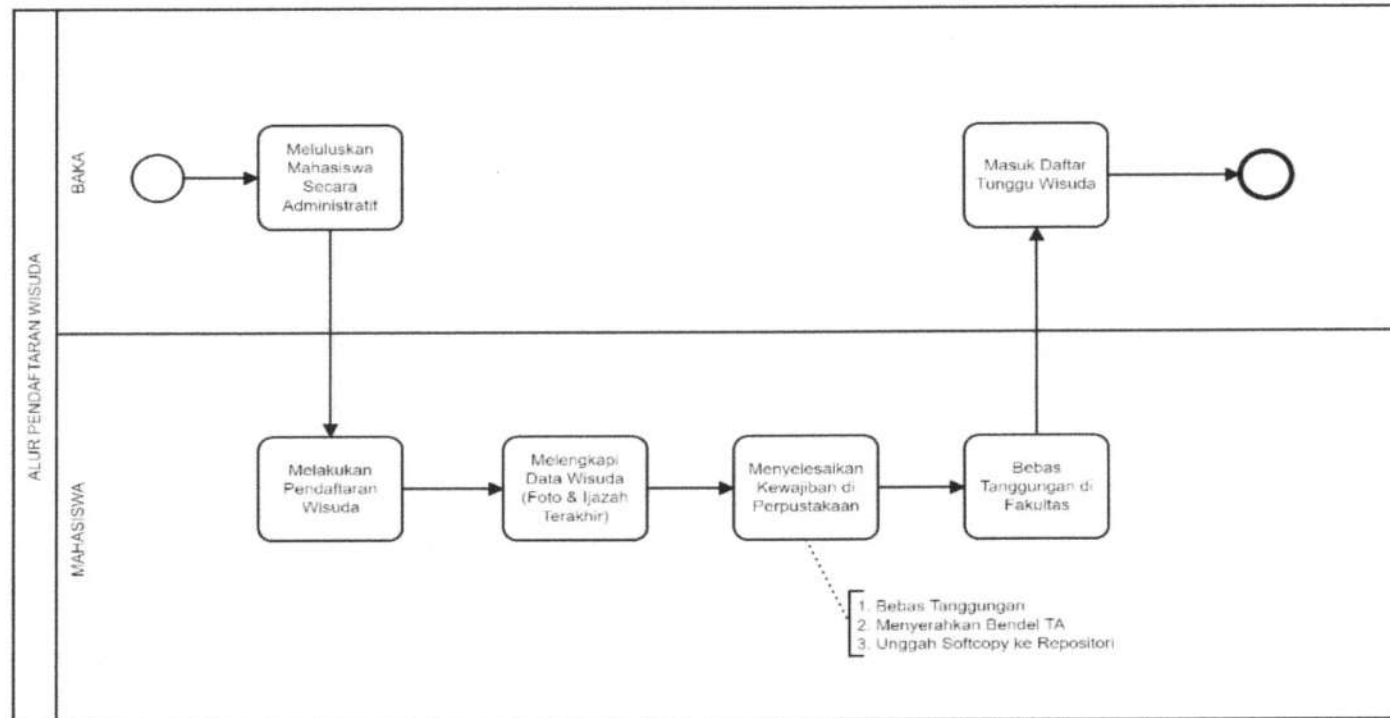 ALUR PENDAFTARAN WISUDA
BAKA
Meluluskan
Mahasiswa
Secara
Administratif
Masuk Daftar
Tunggu Wisuda
MAHASISWA
Melakukan
Pendaftaran
Wisuda
Melengkapi
Data Wisuda
(Foto & Ijazah
Terakhir)
Menyelesaikan
Kewajiban di
Perpustakaan
Bebas
Tanggungan di
Fakultas
1. Bebas Tanggungan
2. Menyerahkan Bendel TA
3. Unggah Softcopy ke Repositori